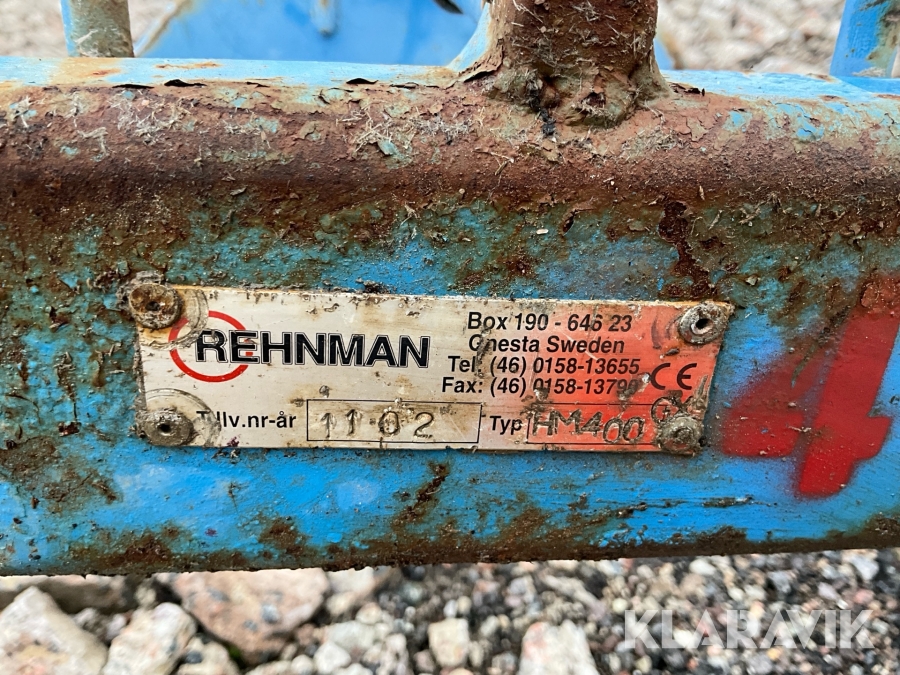 REHNMAN
Box 190 - 646 23
Gnesta Sweden
Tel: (46) 0158-13655
Fax: (46) 0158-13790
CE
Tillv.nr-år 11 02
Typ HM400
4
KLARAVIK